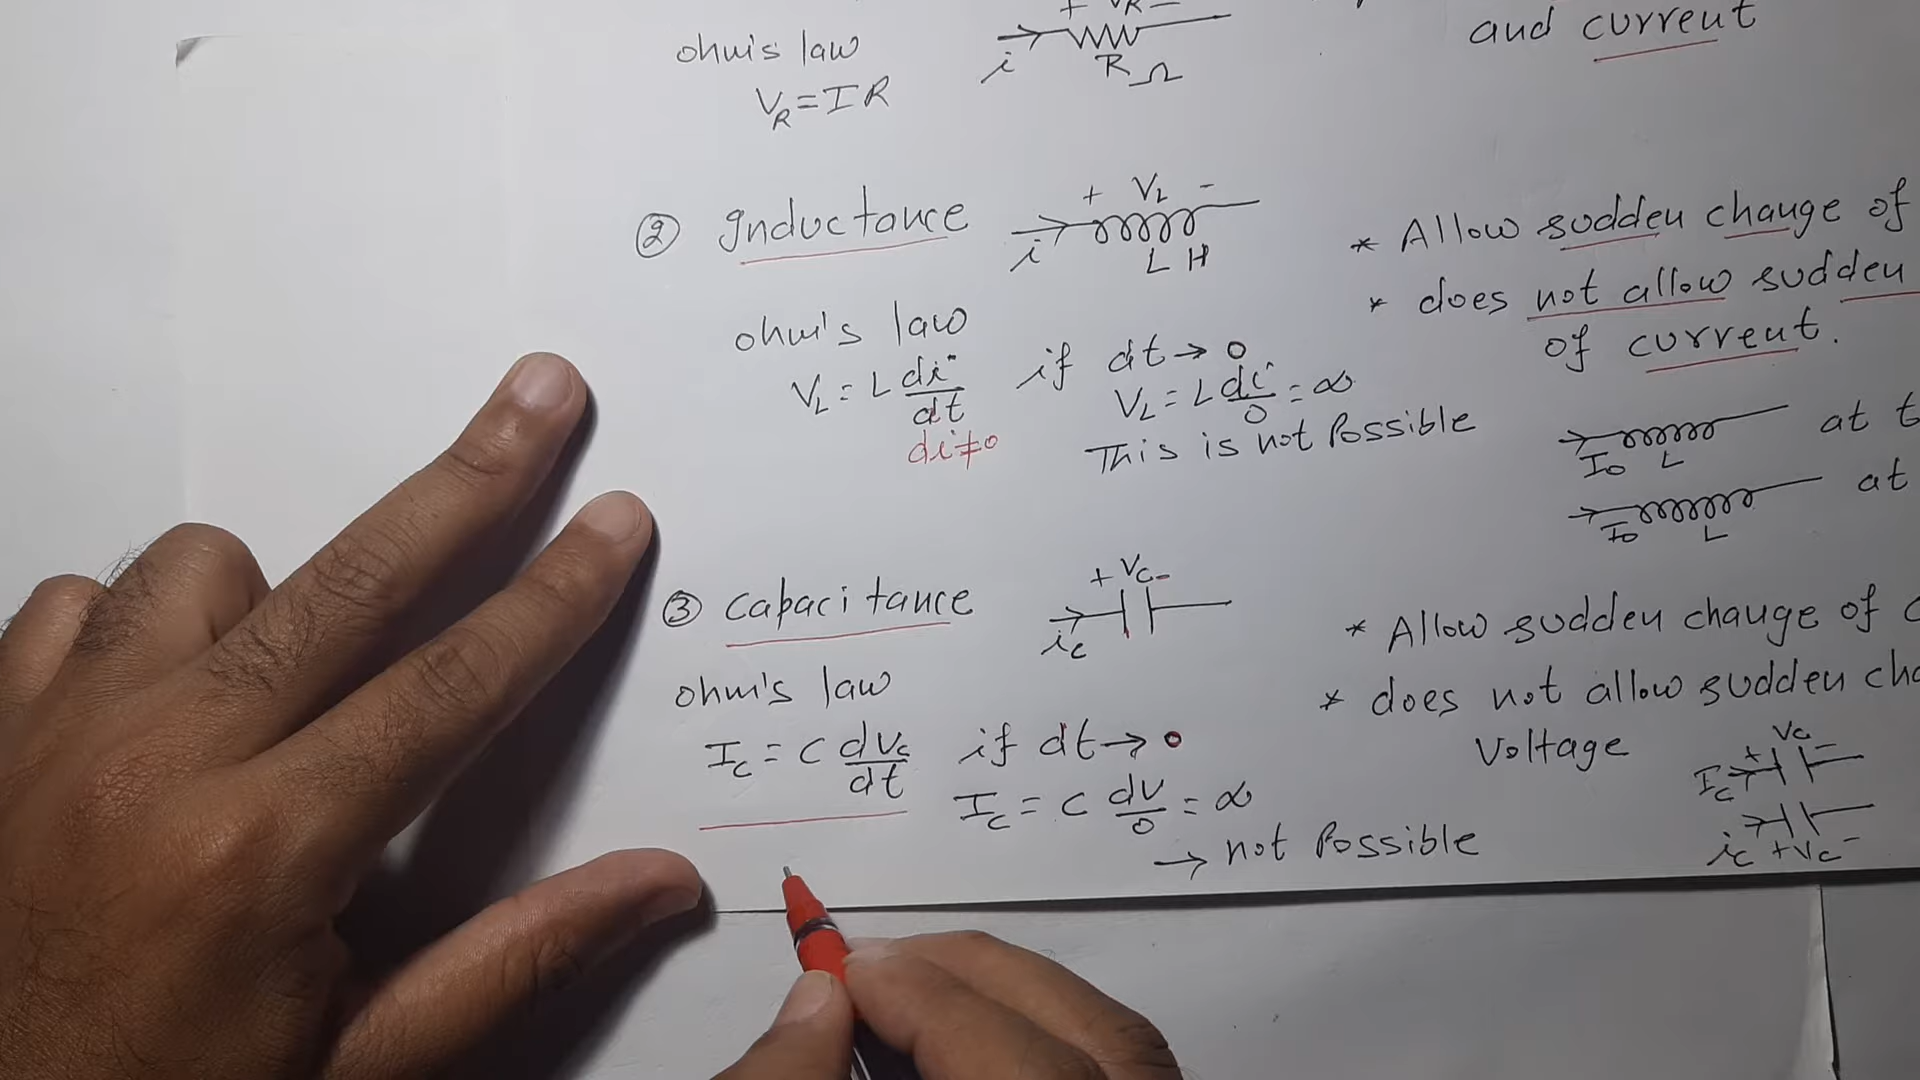 + VR -
and current
ohm's law
i
R Ω
VR = IR
② Inductance
+ VL -
i
L H
* Allow sudden change of
* does not allow sudden
of current.
ohm's law
VL = L di/dt
di ≠ 0
if dt → 0
VL = L di/0 = ∞
This is not Possible
I0 L
at t
I0 L
at
③ Capacitance
+ Vc -
ic
* Allow sudden change of
* does not allow sudden
Voltage
ohm's law
Ic = C dVc/dt
if dt → 0
Ic = C dv/0 = ∞
→ not Possible
Ic + Vc -
ic + Vc -